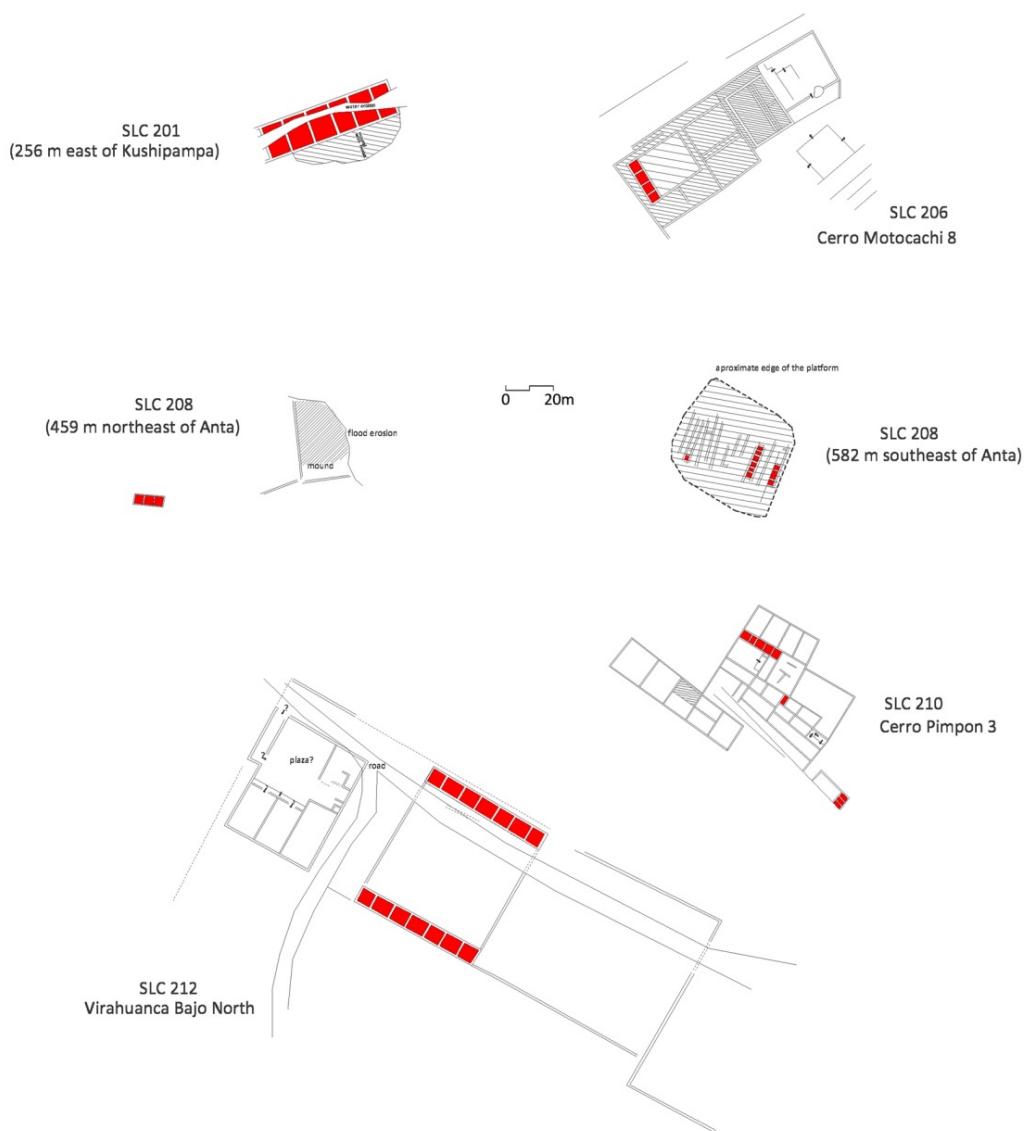 water erosion
SLC 201
(256 m east of Kushipampa)
SLC 206
Cerro Motocachi 8
aproximate edge of the platform
0 20m
SLC 208
(459 m northeast of Anta)
flood erosion
mound
SLC 208
(582 m southeast of Anta)
SLC 210
Cerro Pimpon 3
?
?
plaza?
road
SLC 212
Virahuanca Bajo North